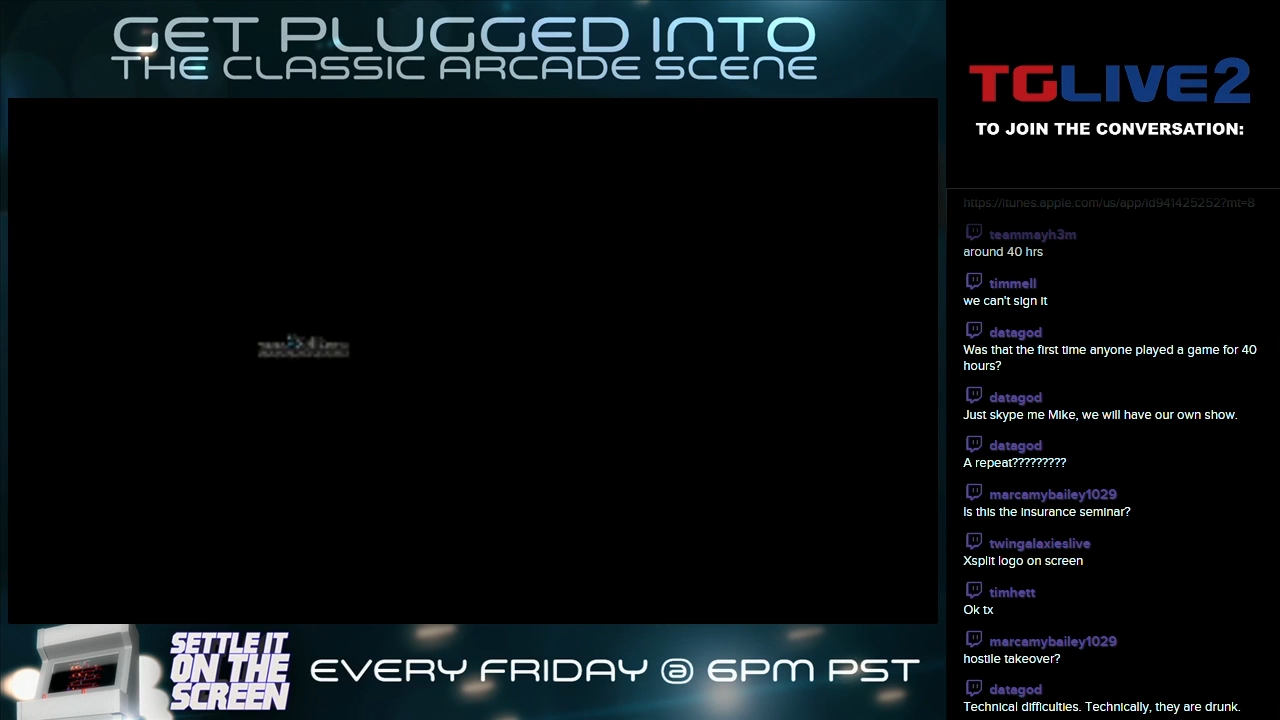 GET PLUGGED INTO
THE CLASSIC ARCADE SCENE
TGLIVE2
TO JOIN THE CONVERSATION:
https://itunes.apple.com/us/app/id941425252?mt=8
teammayh3m
around 40 hrs
timmell
we can't sign it
datagod
Was that the first time anyone played a game for 40
hours?
datagod
Just skype me Mike, we will have our own show.
datagod
A repeat?????????
marcamybailey1029
Is this the insurance seminar?
twingalaxieslive
Xsplit logo on screen
timhett
Ok tx
marcamybailey1029
hostile takeover?
datagod
Technical difficulties. Technically, they are drunk.
SETTLE IT
ON THE
SCREEN
EVERY FRIDAY @ 6PM PST